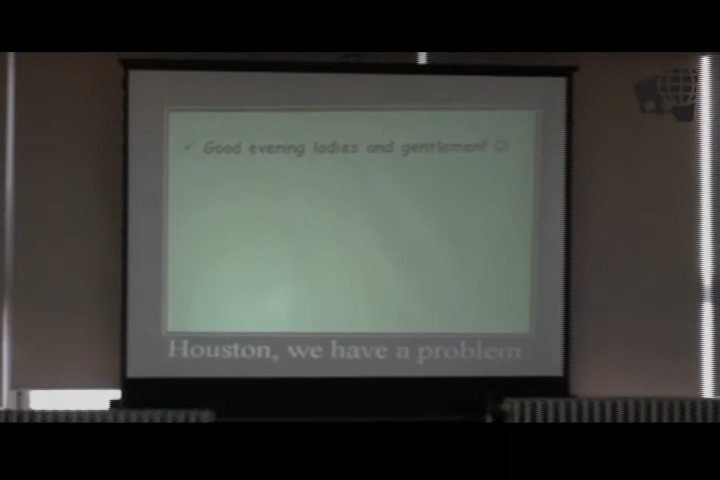 ✓ Good evening ladies and gentlemen! ☺
Houston, we have a problem